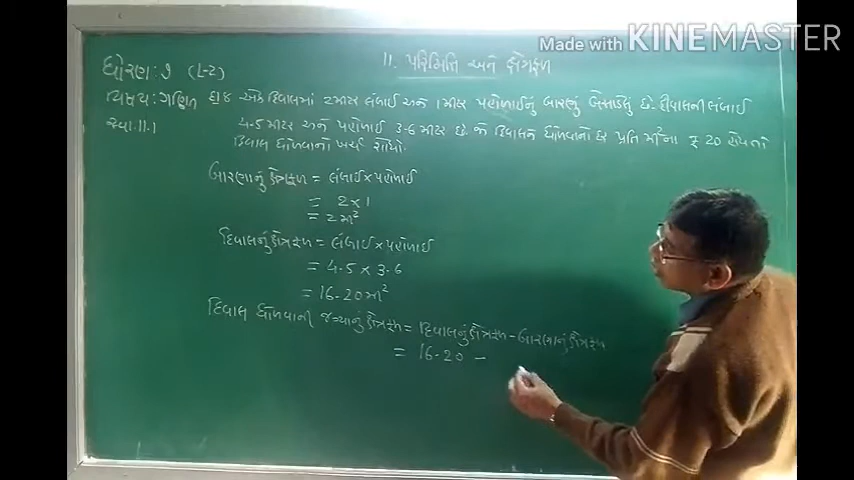 Made with KINEMASTER
ધોરણ : ૭ (L-2)
11. પરિમિતિ અને ક્ષેત્રફળ
વિષય : ગણિત
સ્વા. 11.1
દા 8 એક દિવાલમાં 2 મીટર લંબાઈ અને 1 મીટર પહોળાઈનું બારણું બેસાડેલું છે. દીવાલની લંબાઈ
4.5 મીટર અને પહોળાઈ 3.6 મીટર છે. જો દિવાલને ધોળવાનો દર પ્રતિ મી²ના ₹ 20 હોય તો
દિવાલ ધોળવાનો ખર્ચ શોધો.
બારણાનું ક્ષેત્રફળ = લંબાઈ × પહોળાઈ
= 2 × 1
= 2 મી²
દિવાલનું ક્ષેત્રફળ = લંબાઈ × પહોળાઈ
= 4.5 × 3.6
= 16.20 મી²
દિવાલ ધોળવાની જગ્યાનું ક્ષેત્રફળ = દિવાલનું ક્ષેત્રફળ - બારણાનું ક્ષેત્રફળ
= 16.20 -